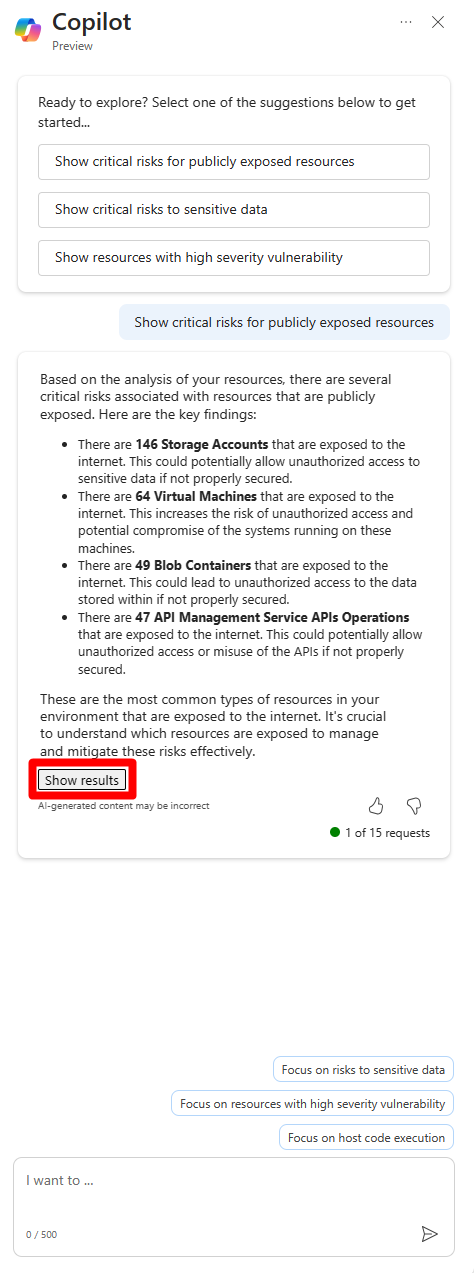 Copilot
Preview
Ready to explore? Select one of the suggestions below to get
started...
Show critical risks for publicly exposed resources
Show critical risks to sensitive data
Show resources with high severity vulnerability
Show critical risks for publicly exposed resources
Based on the analysis of your resources, there are several
critical risks associated with resources that are publicly
exposed. Here are the key findings:
• There are 146 Storage Accounts that are exposed to the
internet. This could potentially allow unauthorized access to
sensitive data if not properly secured.
• There are 64 Virtual Machines that are exposed to the
internet. This increases the risk of unauthorized access and
potential compromise of the systems running on these
machines.
• There are 49 Blob Containers that are exposed to the
internet. This could lead to unauthorized access to the data
stored within if not properly secured.
• There are 47 API Management Service APIs Operations
that are exposed to the internet. This could potentially allow
unauthorized access or misuse of the APIs if not properly
secured.
These are the most common types of resources in your
environment that are exposed to the internet. It's crucial
to understand which resources are exposed to manage
and mitigate these risks effectively.
Show results
AI-generated content may be incorrect
1 of 15 requests
Focus on risks to sensitive data
Focus on resources with high severity vulnerability
Focus on host code execution
I want to ...
0 / 500